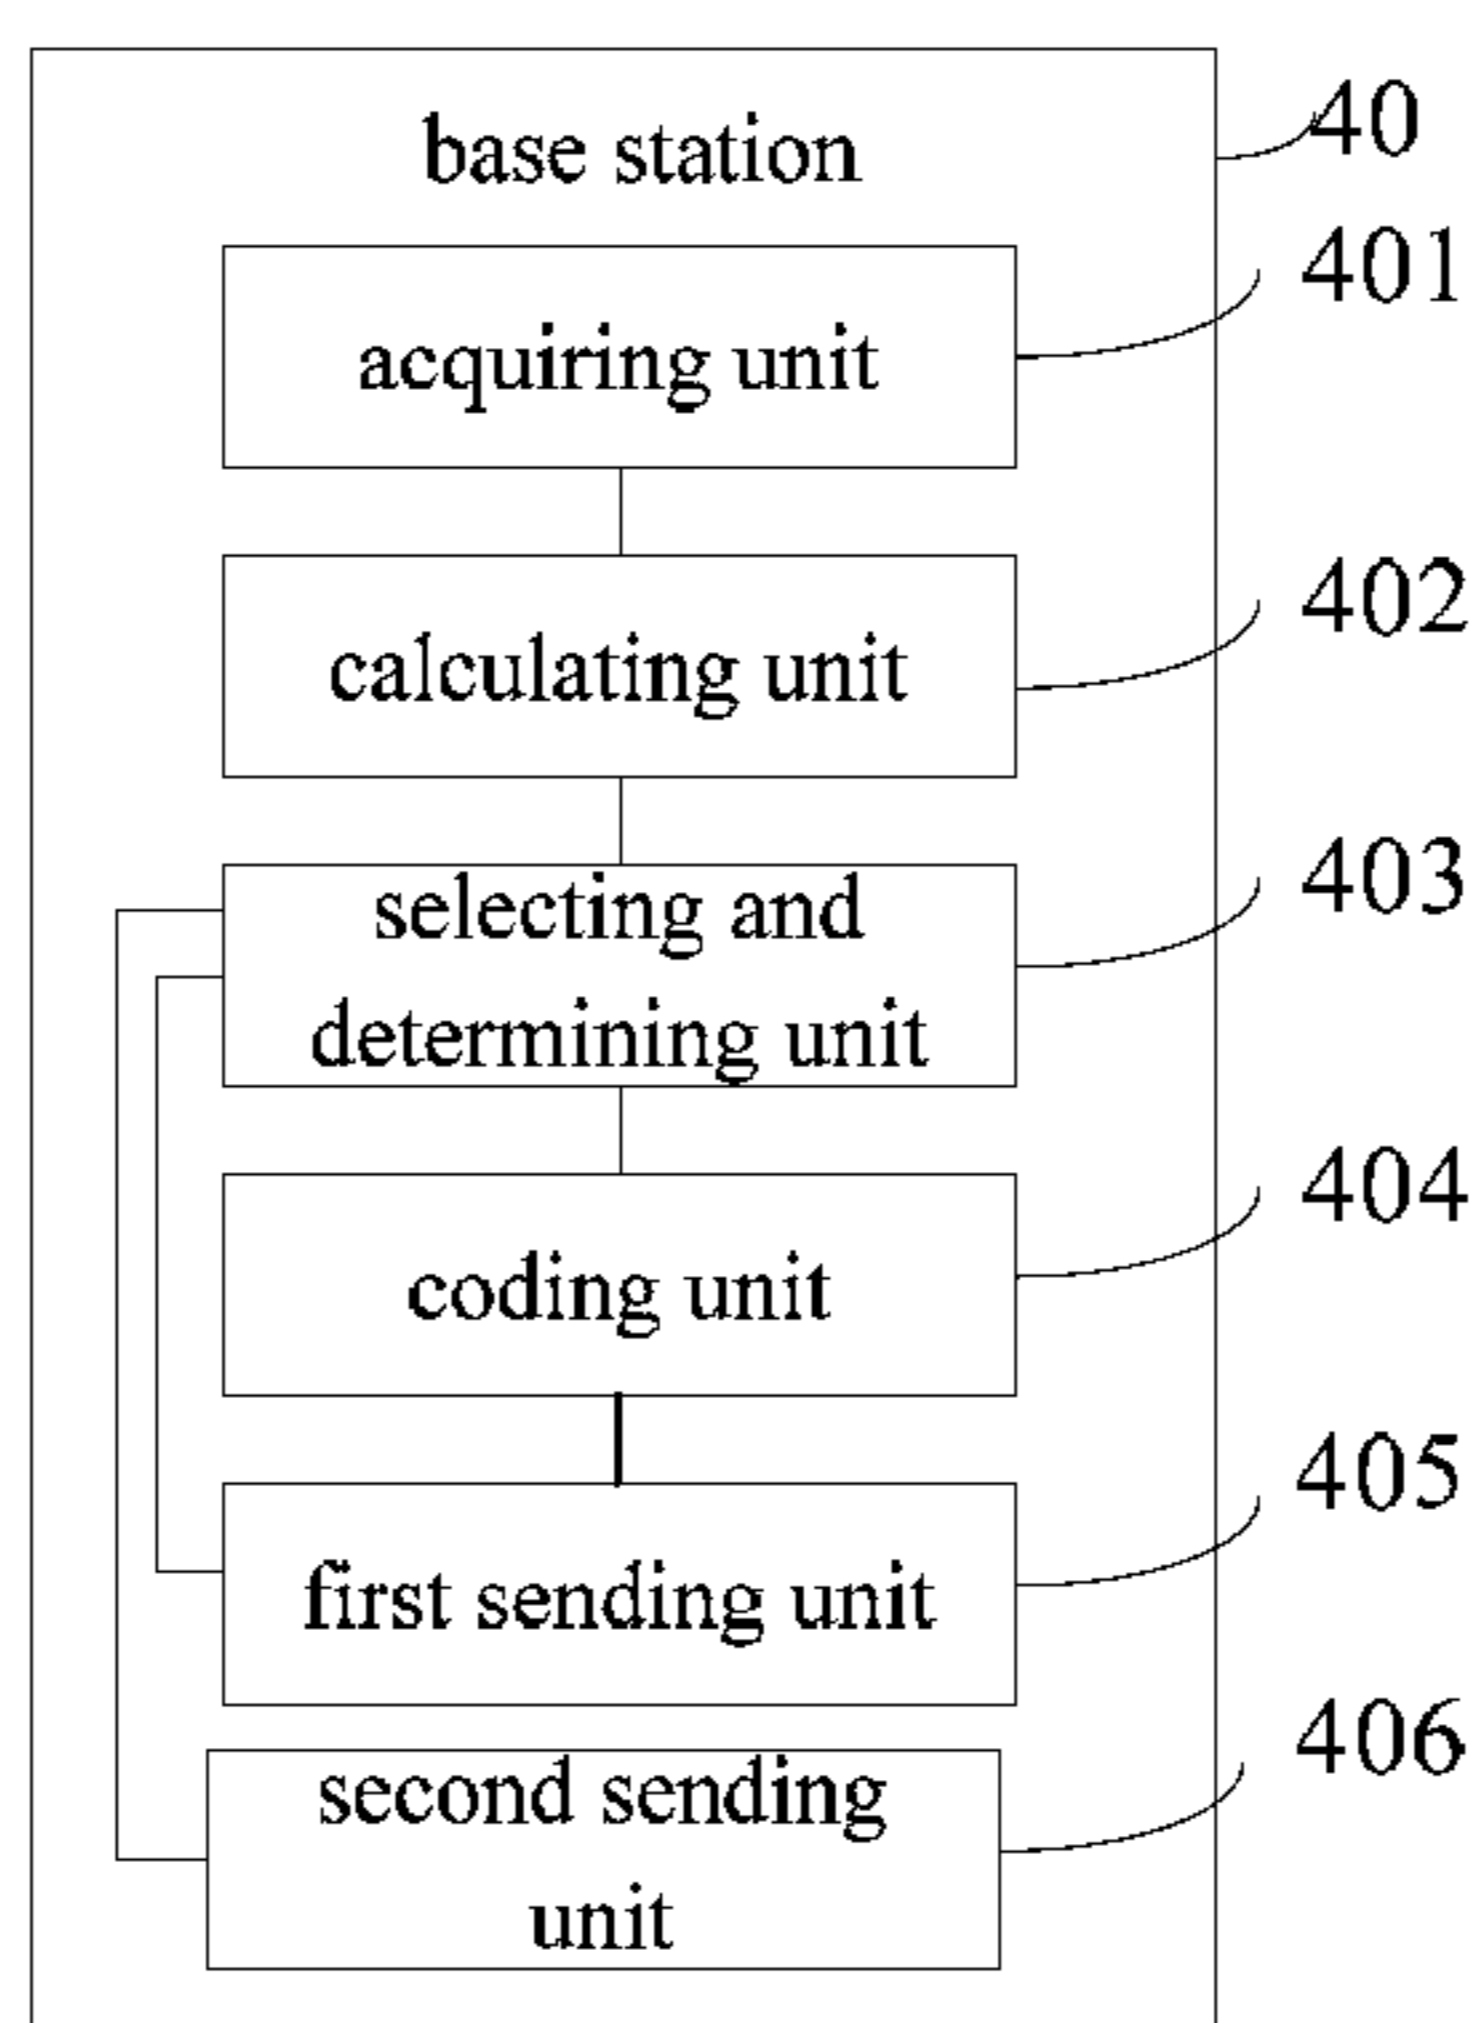 base station
40
401
acquiring unit
402
calculating unit
403
selecting and
determining unit
404
coding unit
405
first sending unit
406
second sending
unit